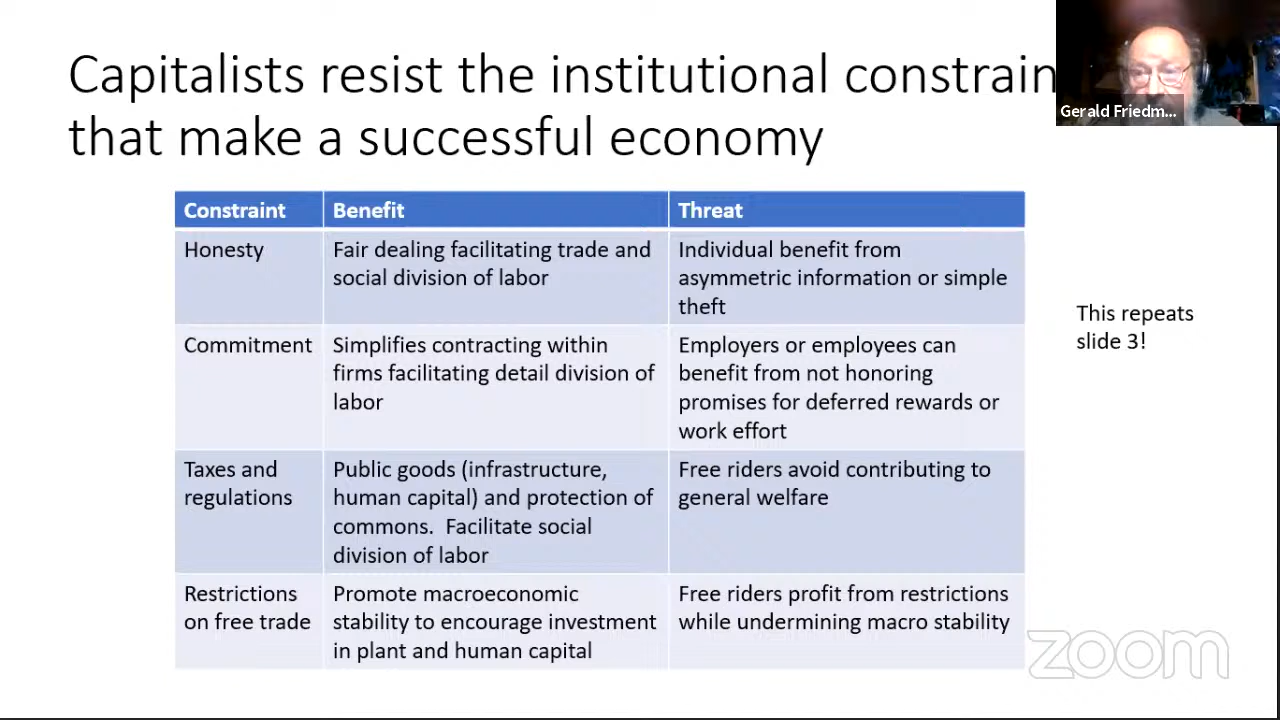 Capitalists resist the institutional constrain
that make a successful economy
Gerald Friedm...
Constraint Benefit Threat
Honesty
Fair dealing facilitating trade and
social division of labor
Individual benefit from
asymmetric information or simple
theft
This repeats
slide 3!
Commitment
Simplifies contracting within
firms facilitating detail division of
labor
Employers or employees can
benefit from not honoring
promises for deferred rewards or
work effort
Taxes and
regulations
Public goods (infrastructure,
human capital) and protection of
commons.  Facilitate social
division of labor
Free riders avoid contributing to
general welfare
Restrictions
on free trade
Promote macroeconomic
stability to encourage investment
in plant and human capital
Free riders profit from restrictions
while undermining macro stability
zoom